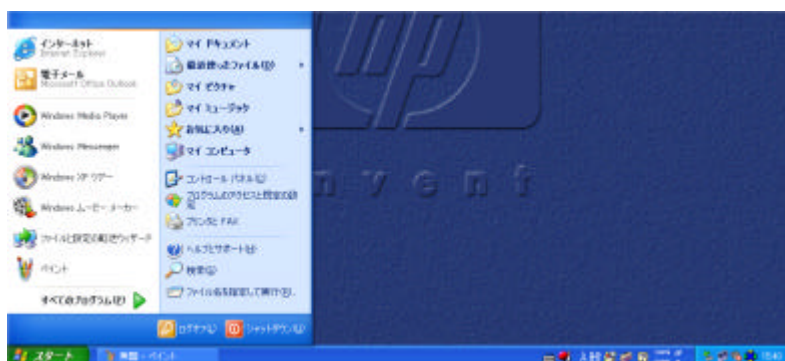 インターネット
Internet Explorer
電子メール
Microsoft Office Outlook
Windows Media Player
Windows Messenger
Windows XP ツアー
Windows ムービー メーカー
ファイルと設定の転送ウィザード
ペイント
すべてのプログラム(P)
マイ ドキュメント
最近使ったファイル(D)
マイ ピクチャ
マイ ミュージック
お気に入り(A)
マイ コンピュータ
コントロール パネル(C)
プログラムのアクセスと既定の設定
プリンタと FAX
ヘルプとサポート(H)
検索(S)
ファイル名を指定して実行(R)...
ログオフ(L)
シャットダウン(U)
hp
invent
スタート
無題 - ペイント